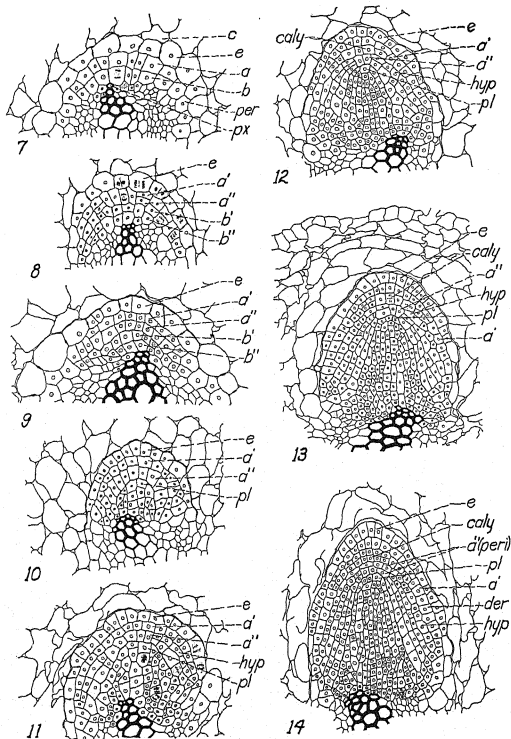 c
e
a
b
per
px
7
e
a'
a"
b'
b"
8
e
a'
a"
b'
b"
9
e
a'
a"
pl
10
e
a'
a"
hyp
pl
11
caly
e
a'
a"
hyp
pl
12
e
caly
a"
hyp
pl
a'
13
e
caly
a"(peri)
pl
a'
der
hyp
14